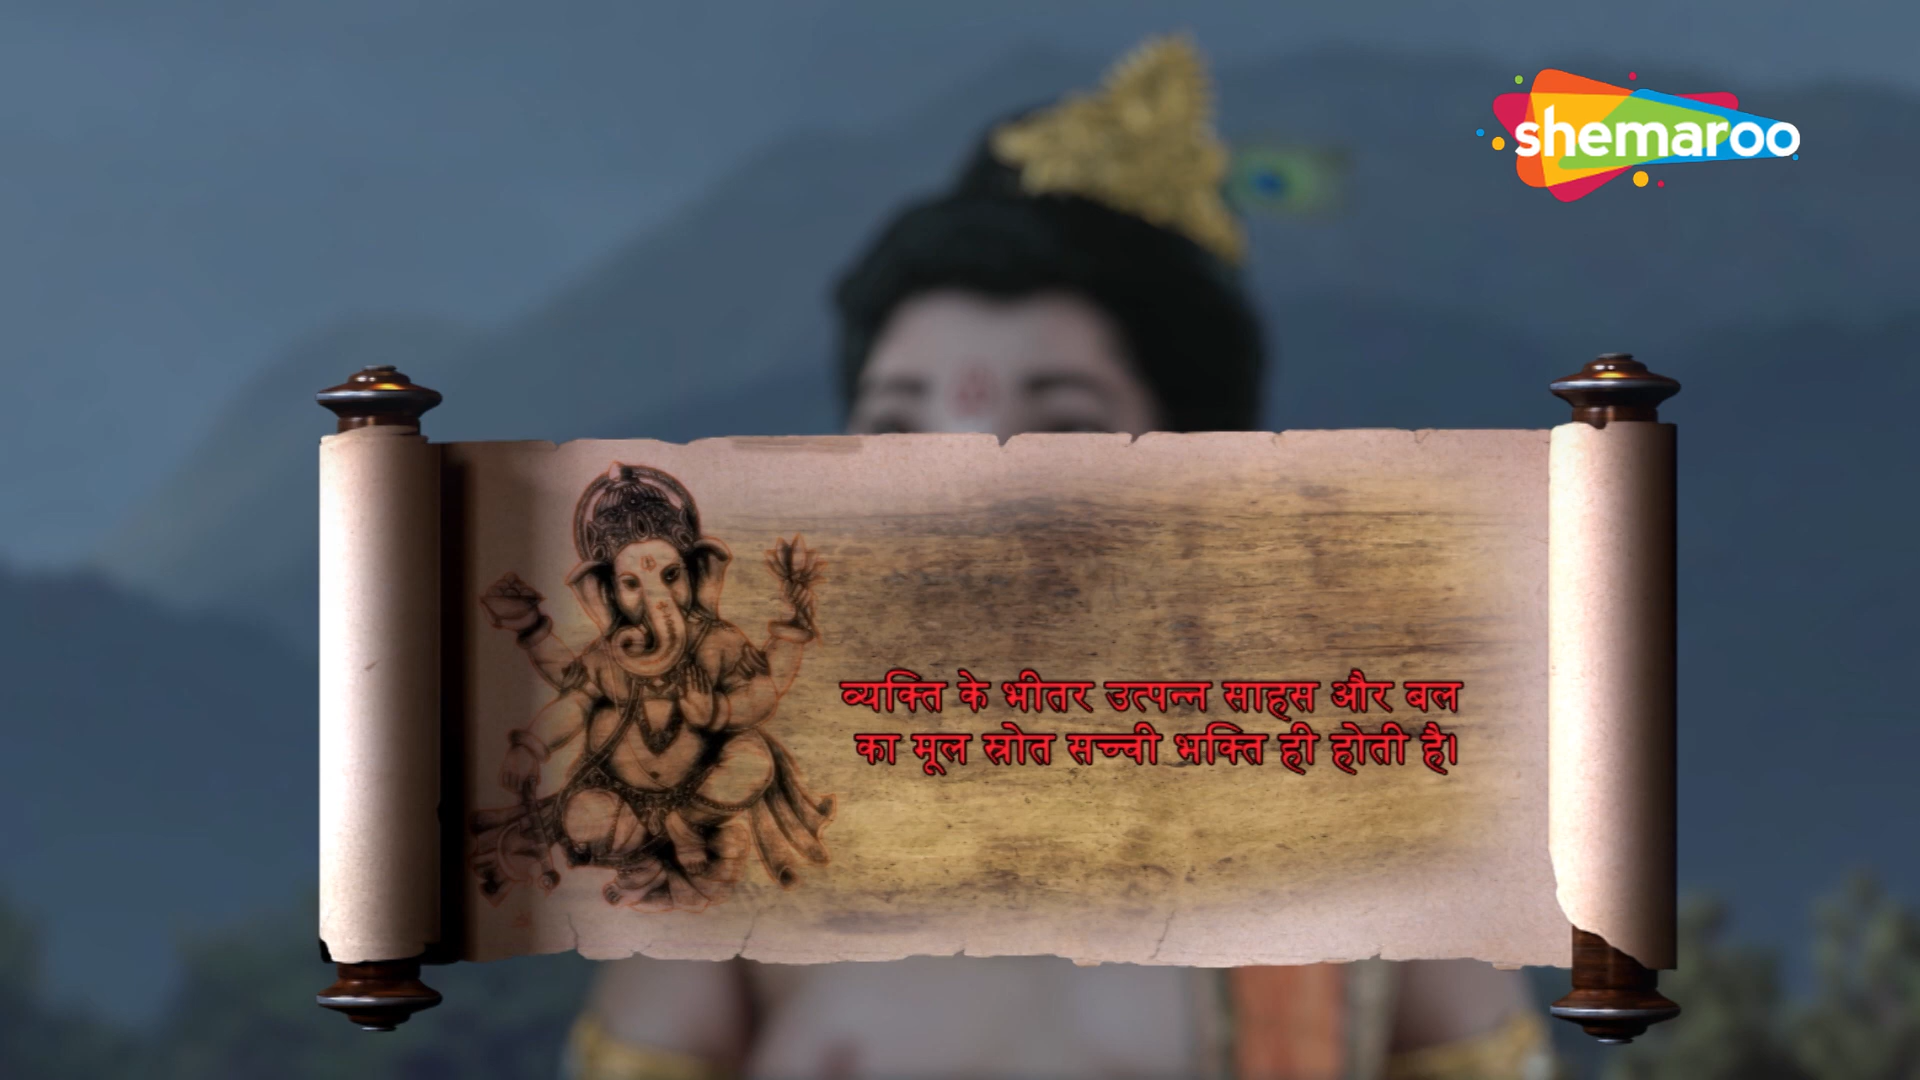 shemaroo
व्यक्ति के भीतर उत्पन्न साहस और बल
का मूल स्रोत सच्ची भक्ति ही होती है।